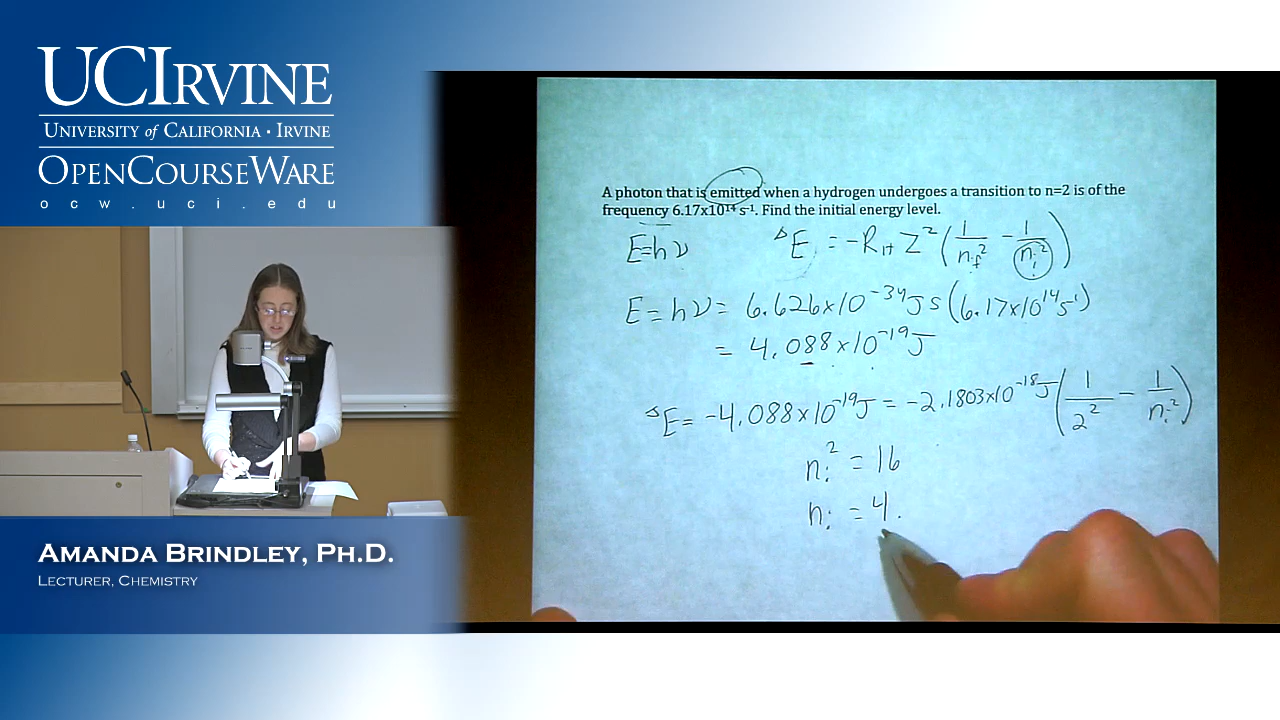 UCIRVINE
UNIVERSITY of CALIFORNIA · IRVINE
OPENCOURSEWARE
ocw.uci.edu
AMANDA BRINDLEY, PH.D.
LECTURER, CHEMISTRY
A photon that is emitted when a hydrogen undergoes a transition to n=2 is of the
frequency 6.17x10¹⁴ s⁻¹. Find the initial energy level.
E=hν ΔE = -R_H Z² (1/n_f² - 1/n_i²)
E = hν = 6.626x10⁻³⁴ J s (6.17x10¹⁴ s⁻¹)
= 4.088 x 10⁻¹⁹ J
ΔE = -4.088x10⁻¹⁹ J = -2.1803x10⁻¹⁸ J (1/2² - 1/n_i²)
n_i² = 16
n_i = 4.